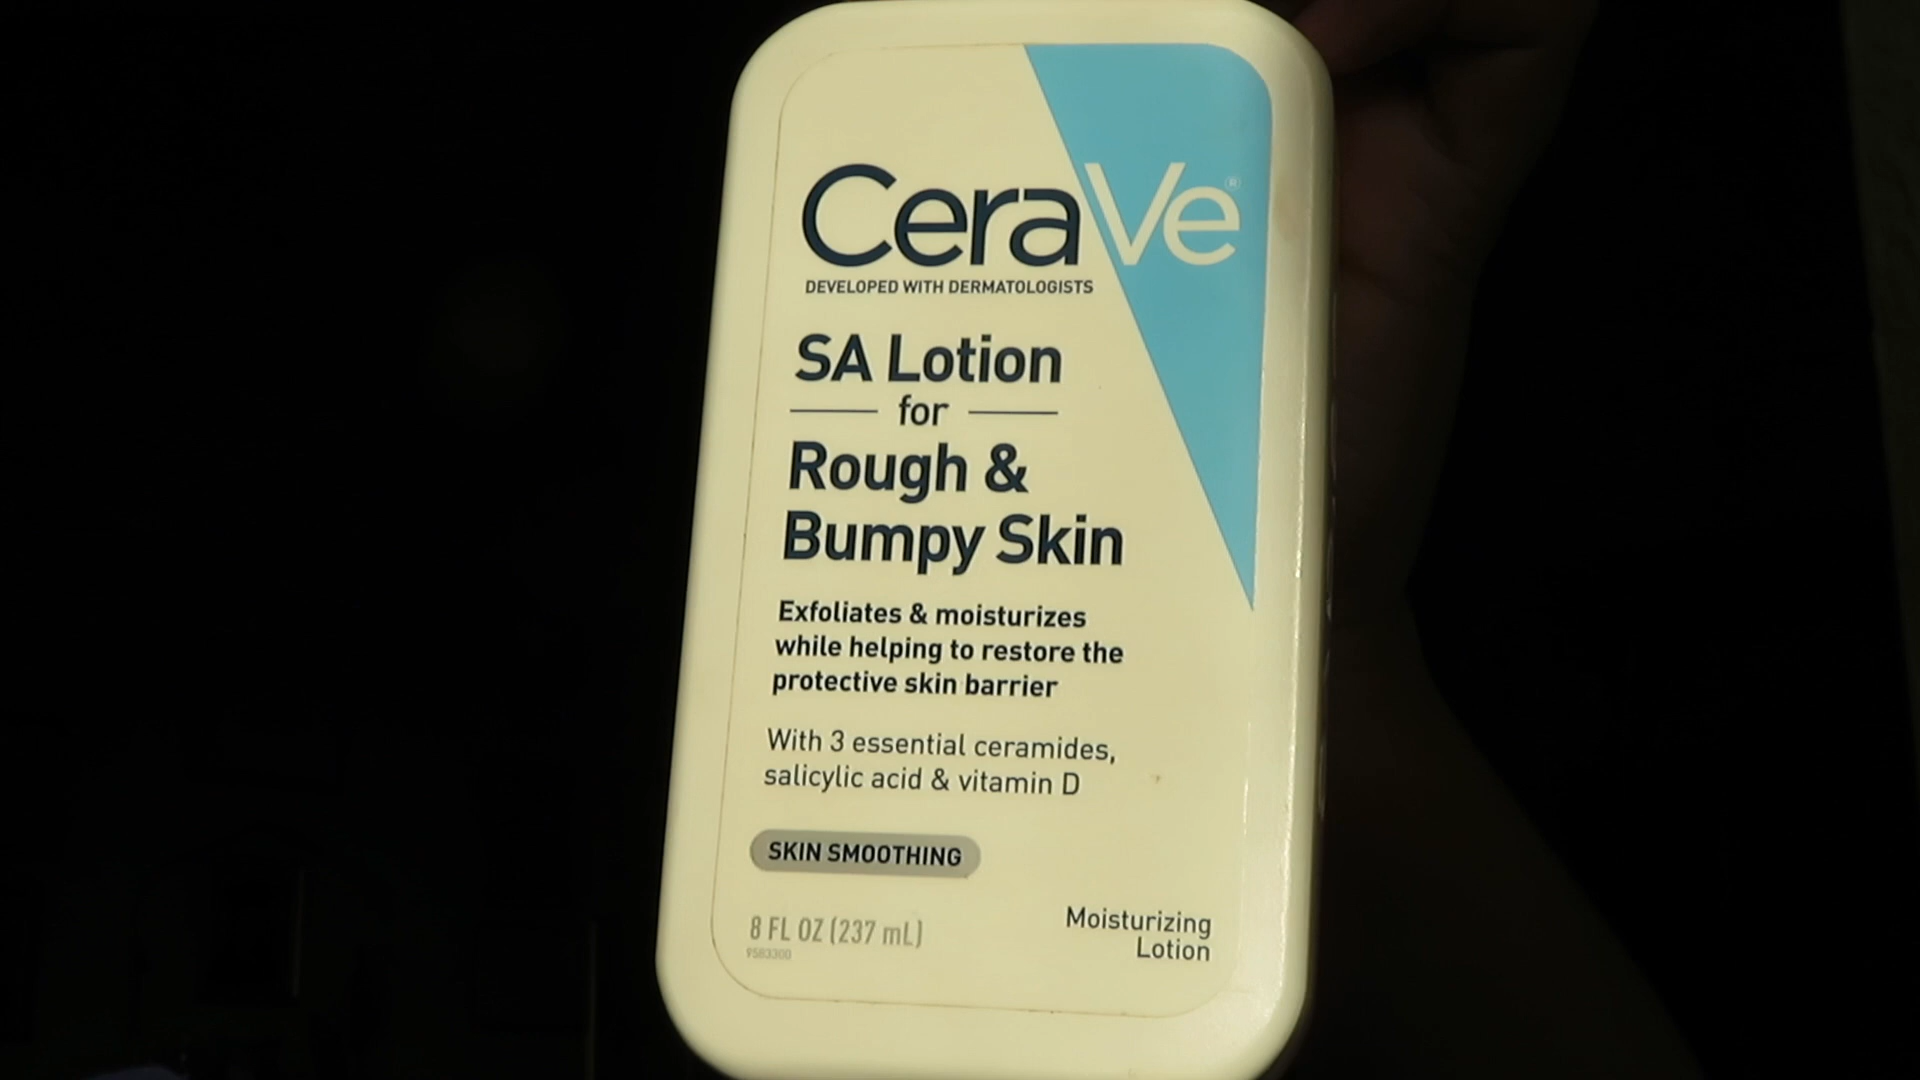 CeraVe®
DEVELOPED WITH DERMATOLOGISTS
SA Lotion
for
Rough &
Bumpy Skin
Exfoliates & moisturizes
while helping to restore the
protective skin barrier
With 3 essential ceramides,
salicylic acid & vitamin D
SKIN SMOOTHING
8 FL OZ (237 mL)
9583300
Moisturizing
Lotion